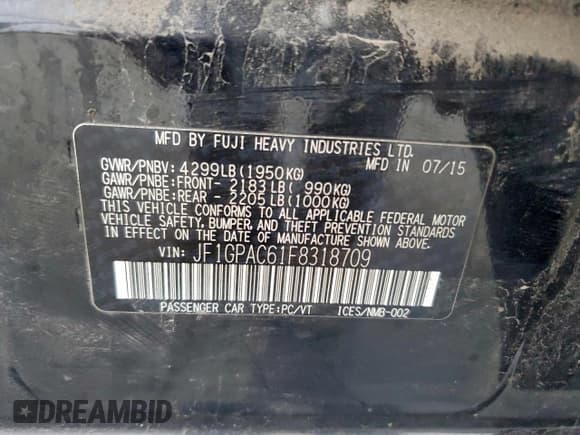 MFD BY FUJI HEAVY INDUSTRIES LTD.
MFD IN 07/15
GVWR/PNBV: 4299LB(1950KG)
GAWR/PNBE:FRONT- 2183LB( 990KG)
GAWR/PNBE:REAR - 2205LB(1000KG)
THIS VEHICLE CONFORMS TO ALL APPLICABLE FEDERAL MOTOR
VEHICLE SAFETY, BUMPER, AND THEFT PREVENTION STANDARDS
IN EFFECT ON THE DATE OF MANUFACTURE SHOWN ABOVE.
VIN: JF1GPAC61F8318709
PASSENGER CAR TYPE:PC/VT ICES/NMB-002
DREAMBID